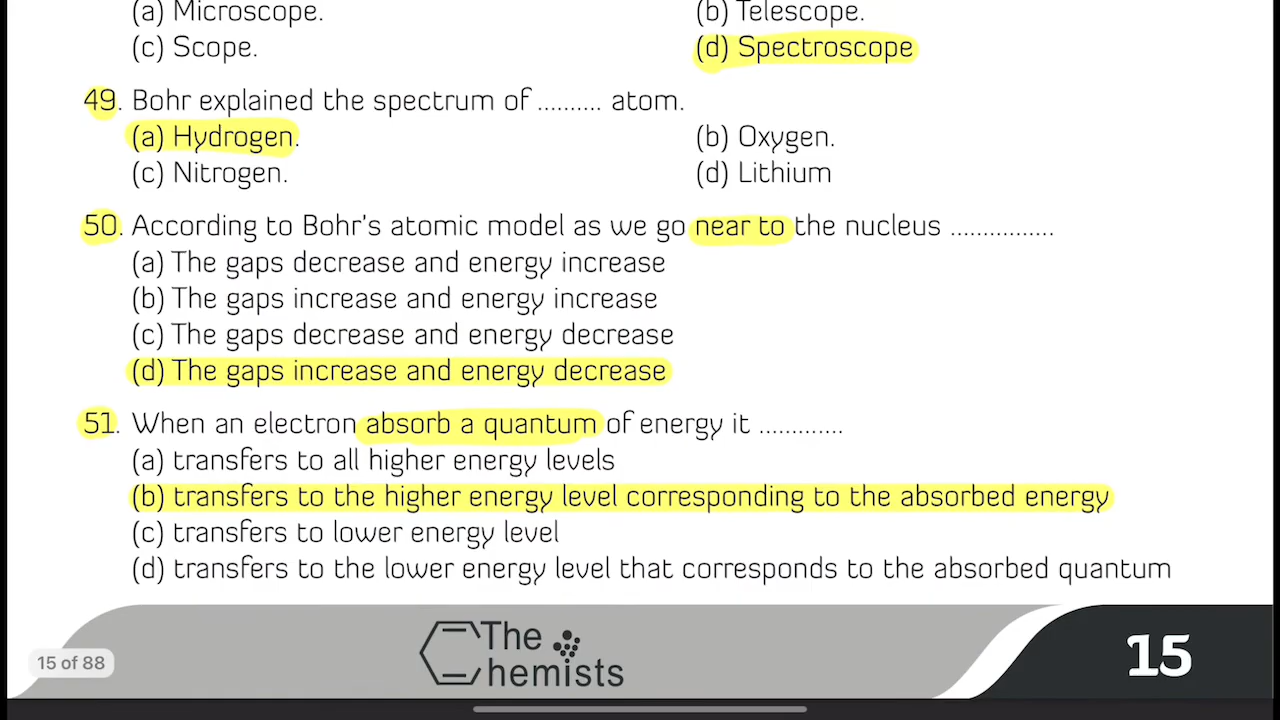 (a) Microscope. (b) Telescope.
(c) Scope. (d) Spectroscope
49. Bohr explained the spectrum of .......... atom.
(a) Hydrogen. (b) Oxygen.
(c) Nitrogen. (d) Lithium
50. According to Bohr's atomic model as we go near to the nucleus ................
(a) The gaps decrease and energy increase
(b) The gaps increase and energy increase
(c) The gaps decrease and energy decrease
(d) The gaps increase and energy decrease
51. When an electron absorb a quantum of energy it .............
(a) transfers to all higher energy levels
(b) transfers to the higher energy level corresponding to the absorbed energy
(c) transfers to lower energy level
(d) transfers to the lower energy level that corresponds to the absorbed quantum
The
hemists
15 of 88
15